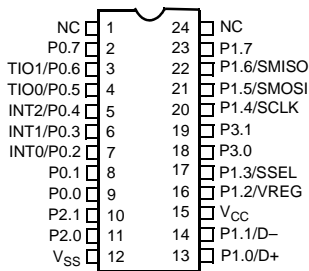 NC 1 24 NC
P0.7 2 23 P1.7
TIO1/P0.6 3 22 P1.6/SMISO
TIO0/P0.5 4 21 P1.5/SMOSI
INT2/P0.4 5 20 P1.4/SCLK
INT1/P0.3 6 19 P3.1
INT0/P0.2 7 18 P3.0
P0.1 8 17 P1.3/SSEL
P0.0 9 16 P1.2/VREG
P2.1 10 15 VCC
P2.0 11 14 P1.1/D–
VSS 12 13 P1.0/D+